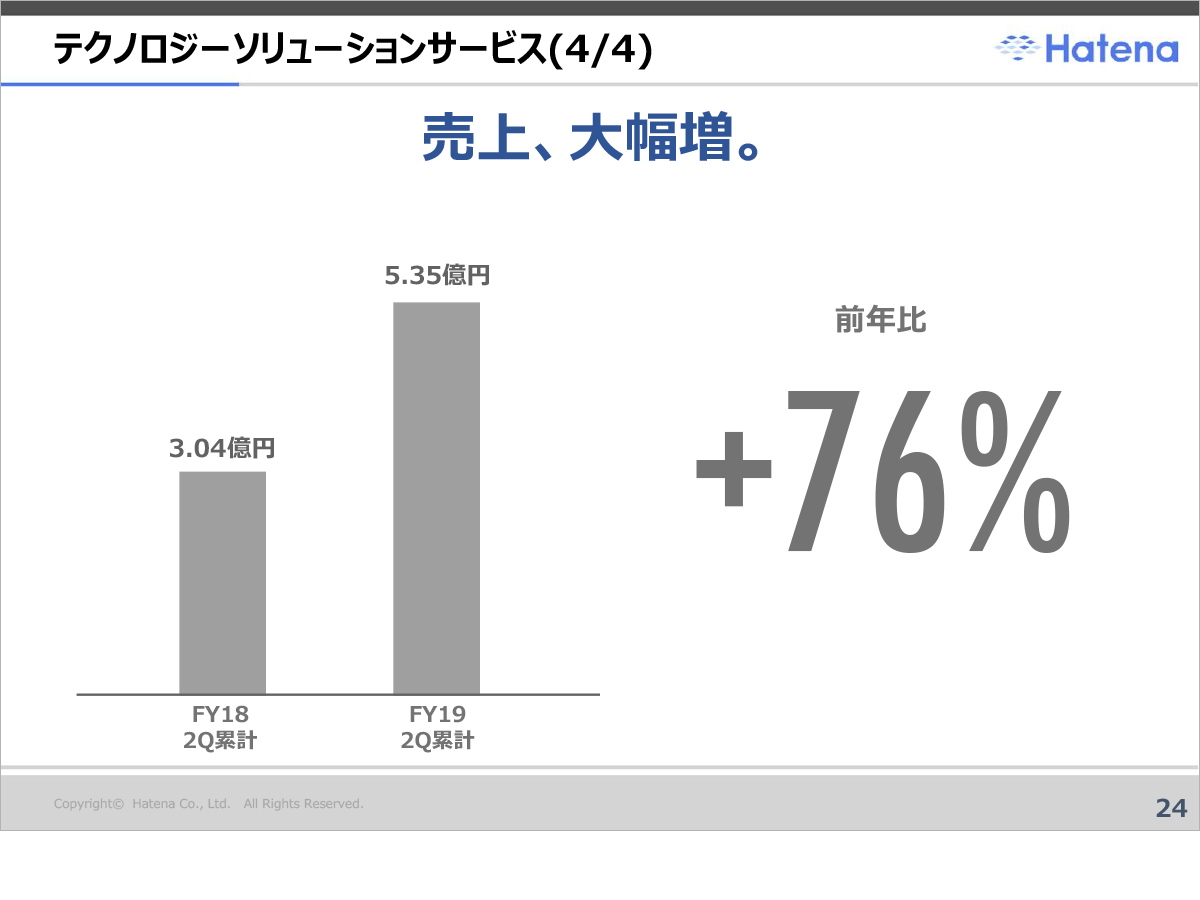 テクノロジーソリューションサービス(4/4)
Hatena
売上、大幅増。
5.35億円
3.04億円
前年比
+76%
FY18
2Q累計
FY19
2Q累計
Copyright© Hatena Co., Ltd. All Rights Reserved.
24